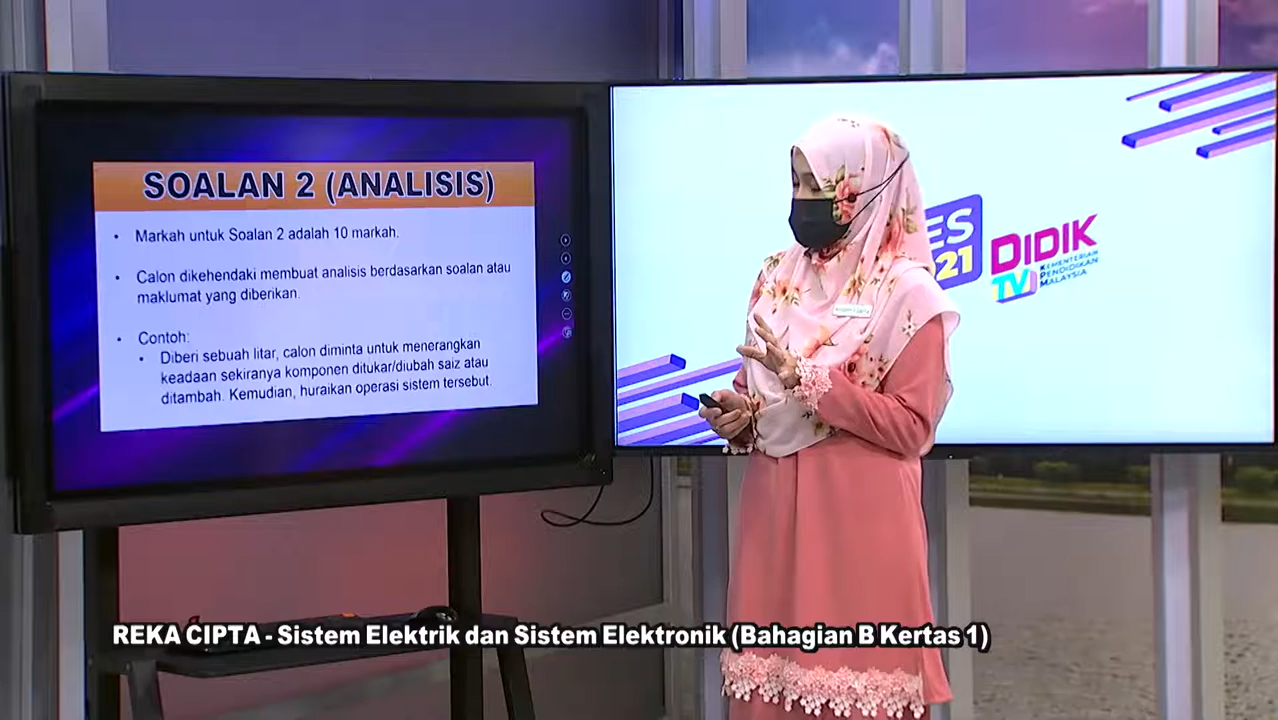 SOALAN 2 (ANALISIS)
• Markah untuk Soalan 2 adalah 10 markah.
• Calon dikehendaki membuat analisis berdasarkan soalan atau
maklumat yang diberikan.
• Contoh:
• Diberi sebuah litar, calon diminta untuk menerangkan
keadaan sekiranya komponen ditukar/diubah saiz atau
ditambah. Kemudian, huraikan operasi sistem tersebut.
ES
21
DIDIK
TV
KEMENTERIAN
PENDIDIKAN
MALAYSIA
REKA CIPTA - Sistem Elektrik dan Sistem Elektronik (Bahagian B Kertas 1)